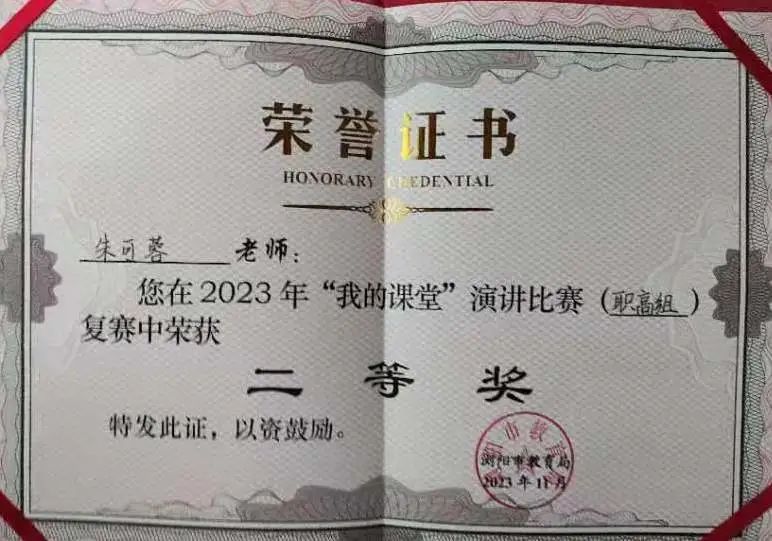 荣誉证书
HONORARY CREDENTIAL
朱可蓉 老师：
您在2023年“我的课堂”演讲比赛（职高组）
复赛中荣获
二等奖
特发此证，以资鼓励。
浏阳市教育局
2023年11月